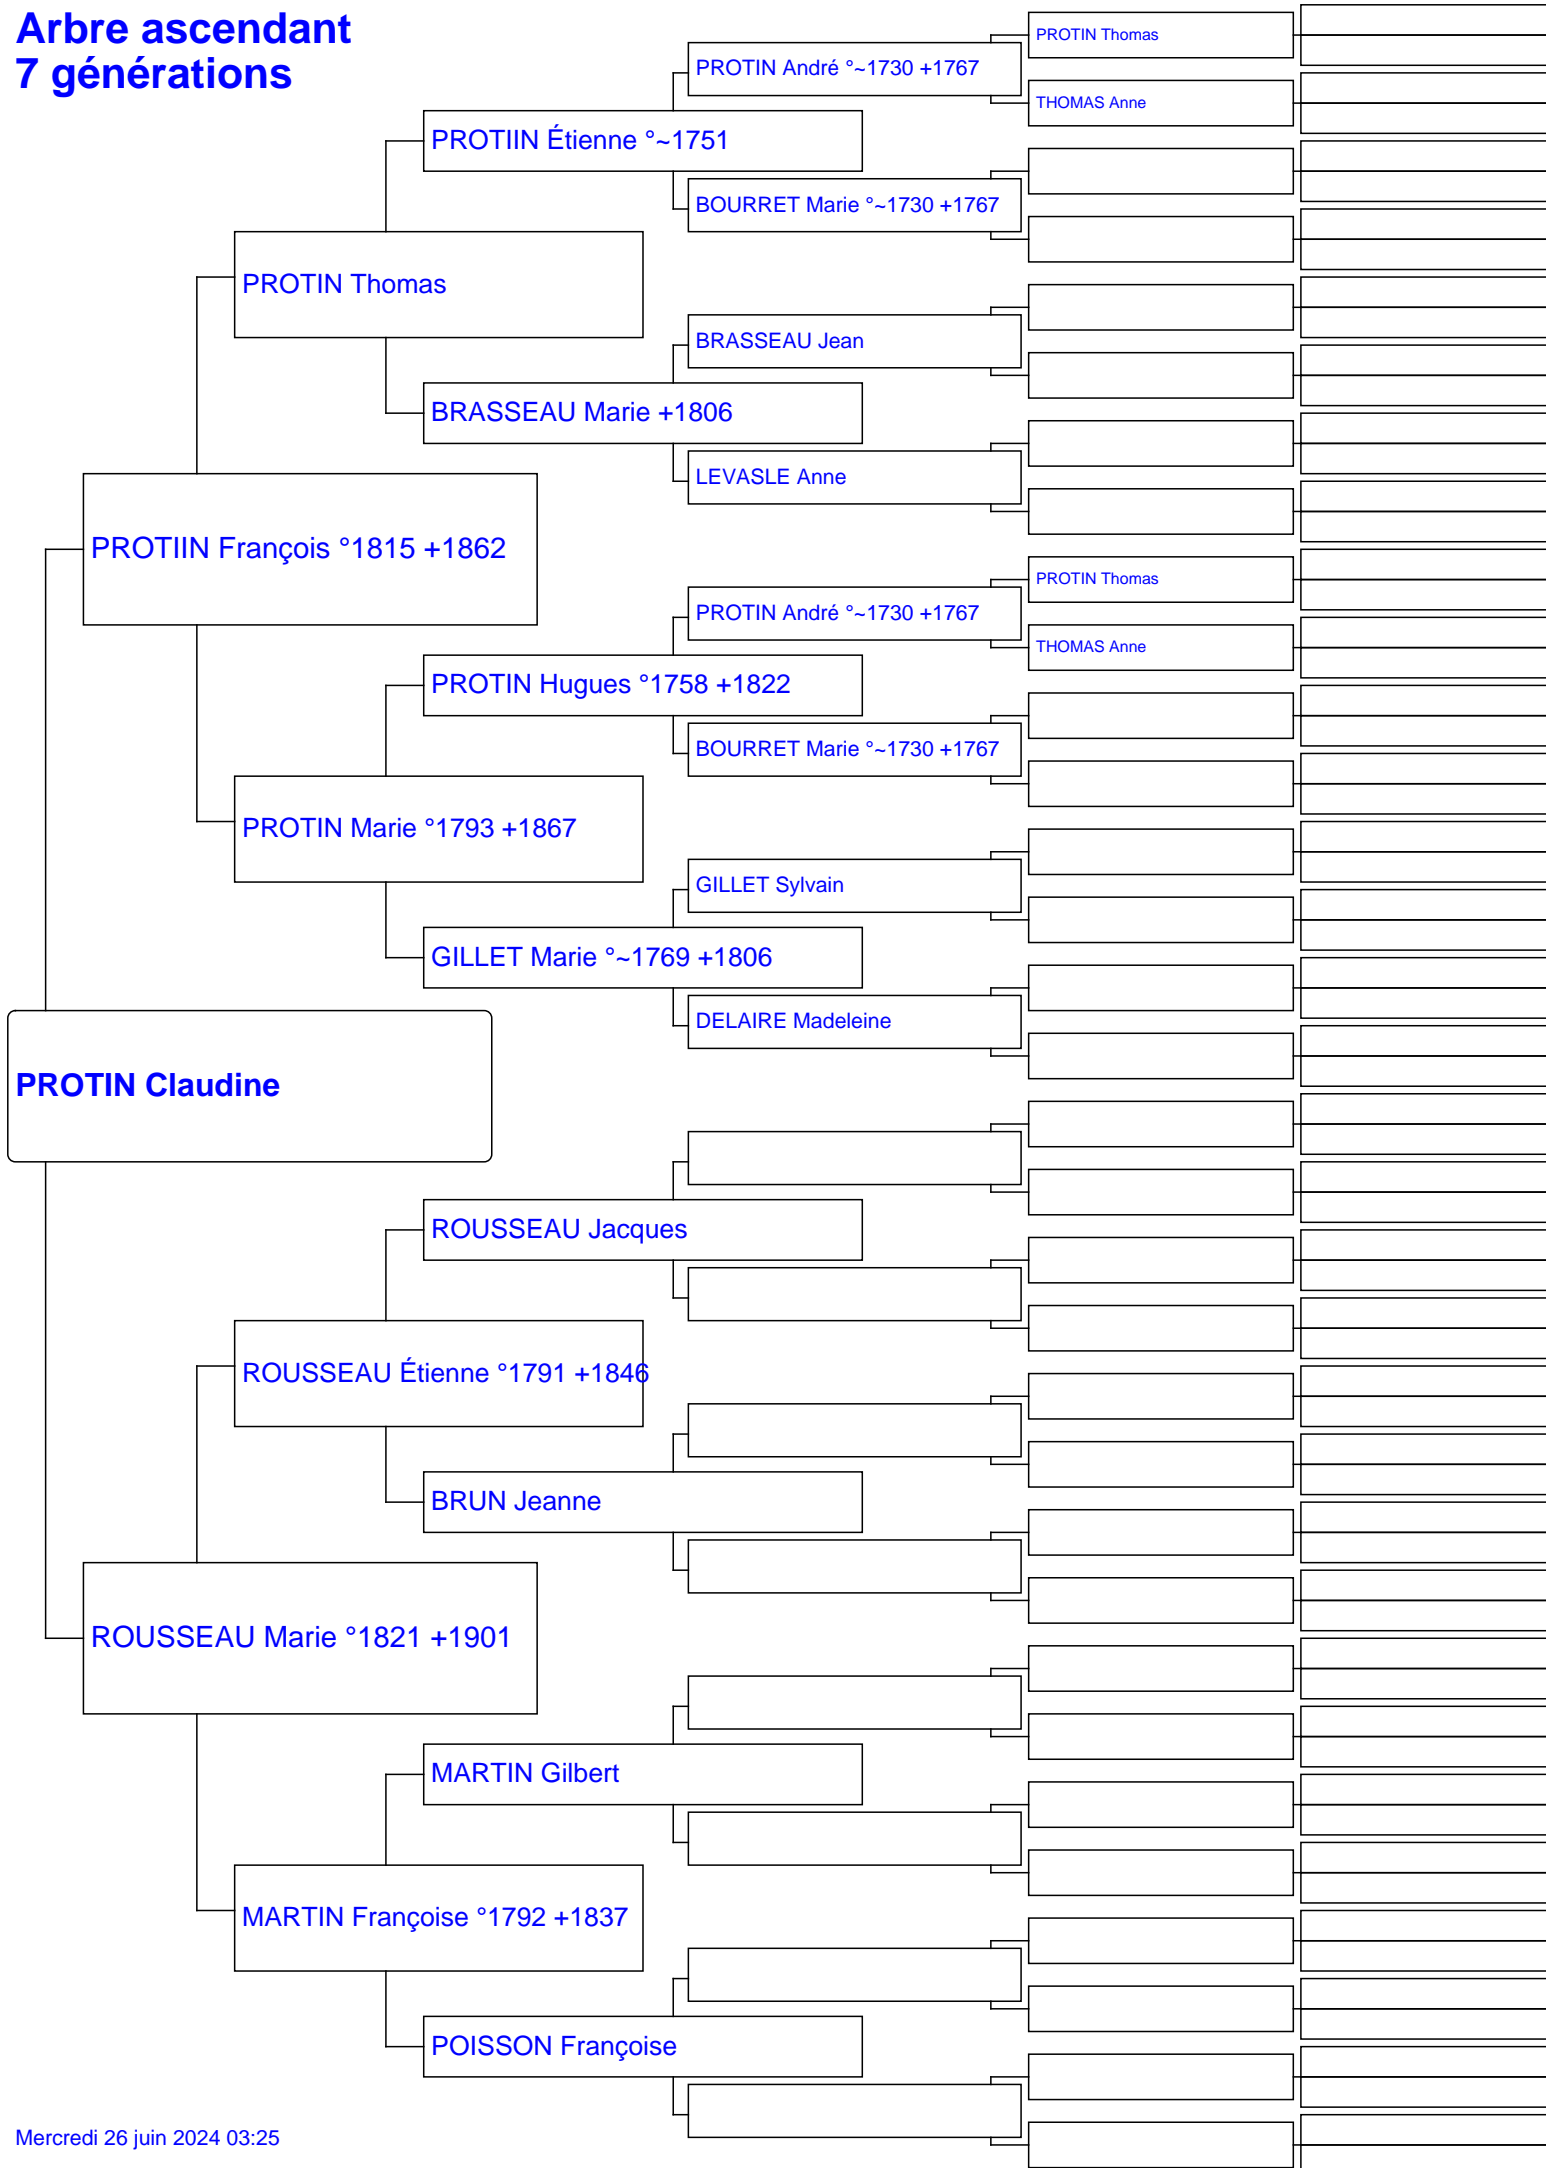 Arbre ascendant
7 générations
PROTIN Thomas
PROTIN André °~1730 +1767
THOMAS Anne
PROTIIN Étienne °~1751
BOURRET Marie °~1730 +1767
PROTIN Thomas
BRASSEAU Jean
BRASSEAU Marie +1806
LEVASLE Anne
PROTIIN François °1815 +1862
PROTIN Thomas
PROTIN André °~1730 +1767
THOMAS Anne
PROTIN Hugues °1758 +1822
BOURRET Marie °~1730 +1767
PROTIN Marie °1793 +1867
GILLET Sylvain
GILLET Marie °~1769 +1806
DELAIRE Madeleine
PROTIN Claudine
ROUSSEAU Jacques
ROUSSEAU Étienne °1791 +1846
BRUN Jeanne
ROUSSEAU Marie °1821 +1901
MARTIN Gilbert
MARTIN Françoise °1792 +1837
POISSON Françoise
Mercredi 26 juin 2024 03:25